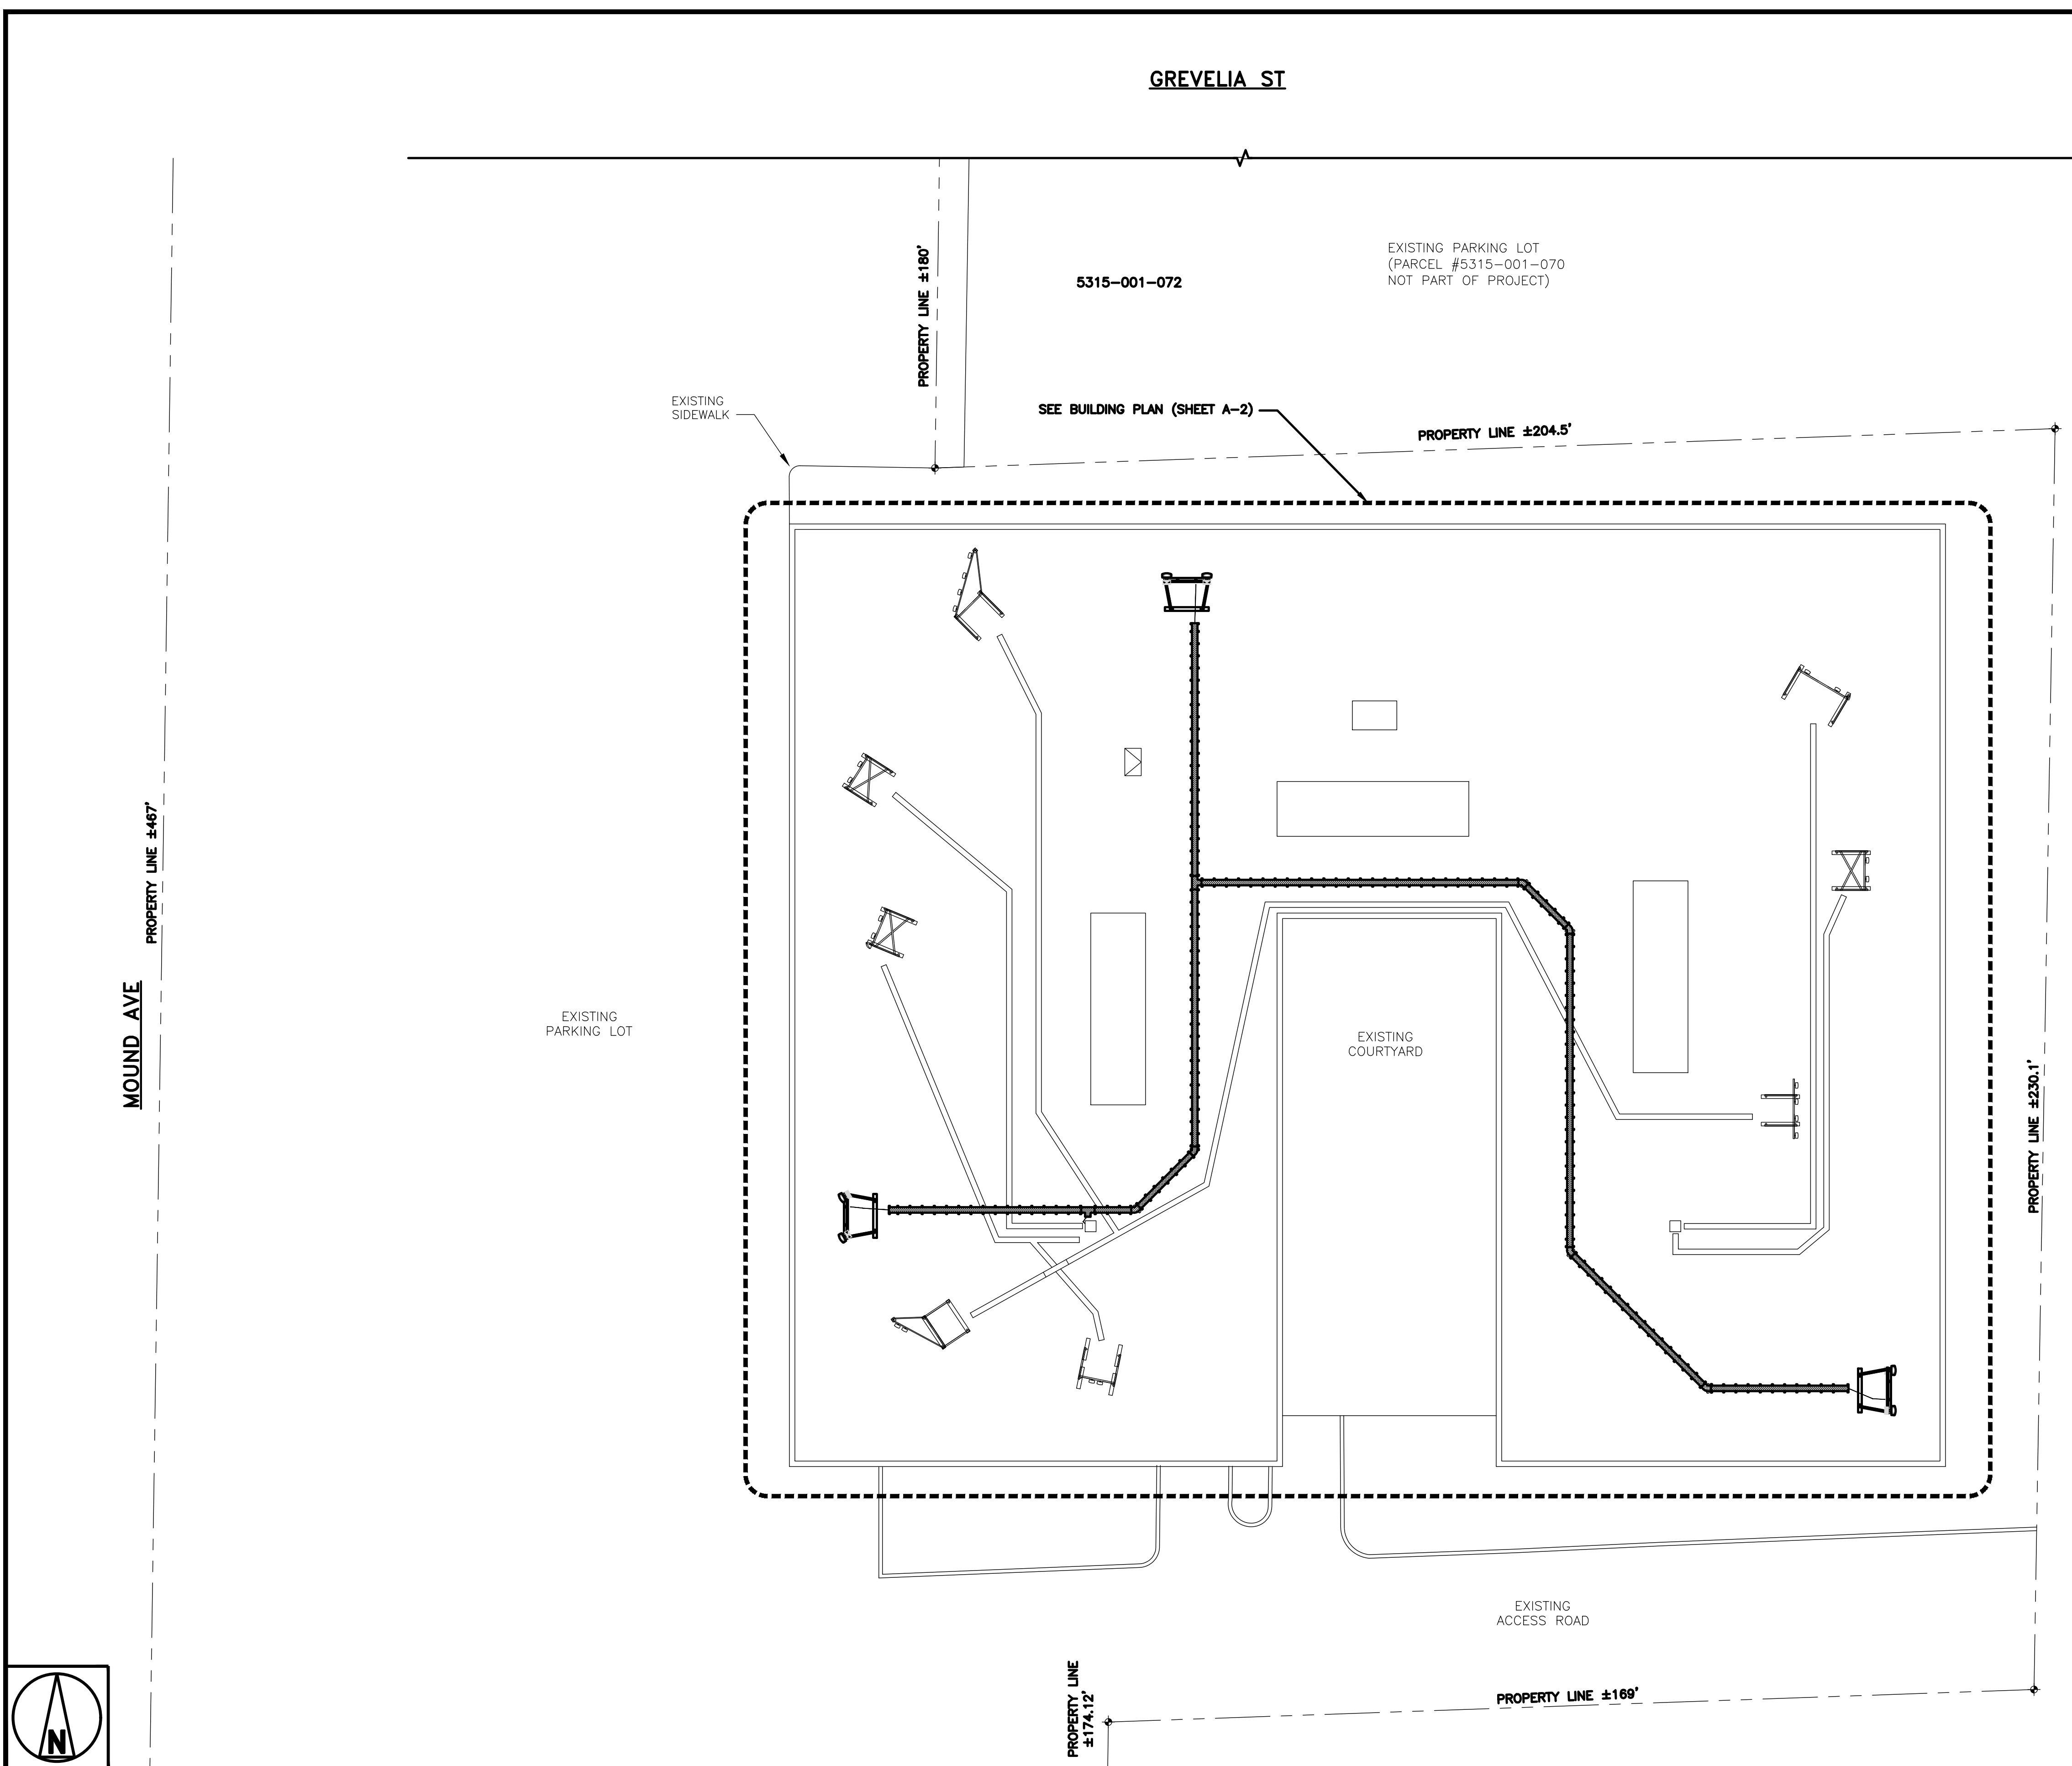 GREVELIA ST
PROPERTY LINE ±180'
EXISTING PARKING LOT
(PARCEL #5315-001-070
NOT PART OF PROJECT)
5315-001-072
EXISTING
SIDEWALK
SEE BUILDING PLAN (SHEET A-2)
PROPERTY LINE ±204.5'
PROPERTY LINE ±467'
MOUND AVE
EXISTING
PARKING LOT
EXISTING
COURTYARD
PROPERTY LINE ±230.1'
EXISTING
ACCESS ROAD
PROPERTY LINE
±174.12'
PROPERTY LINE ±169'
N